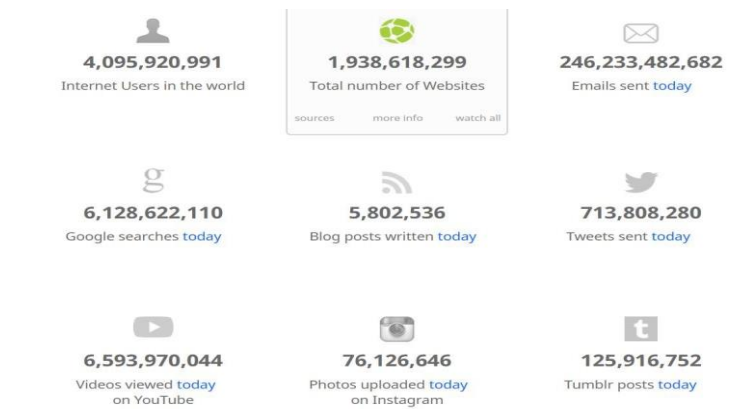 4,095,920,991
Internet Users in the world
1,938,618,299
Total number of Websites
sources more info watch all
246,233,482,682
Emails sent today
g
6,128,622,110
Google searches today
5,802,536
Blog posts written today
713,808,280
Tweets sent today
6,593,970,044
Videos viewed today
on YouTube
76,126,646
Photos uploaded today
on Instagram
t
125,916,752
Tumblr posts today